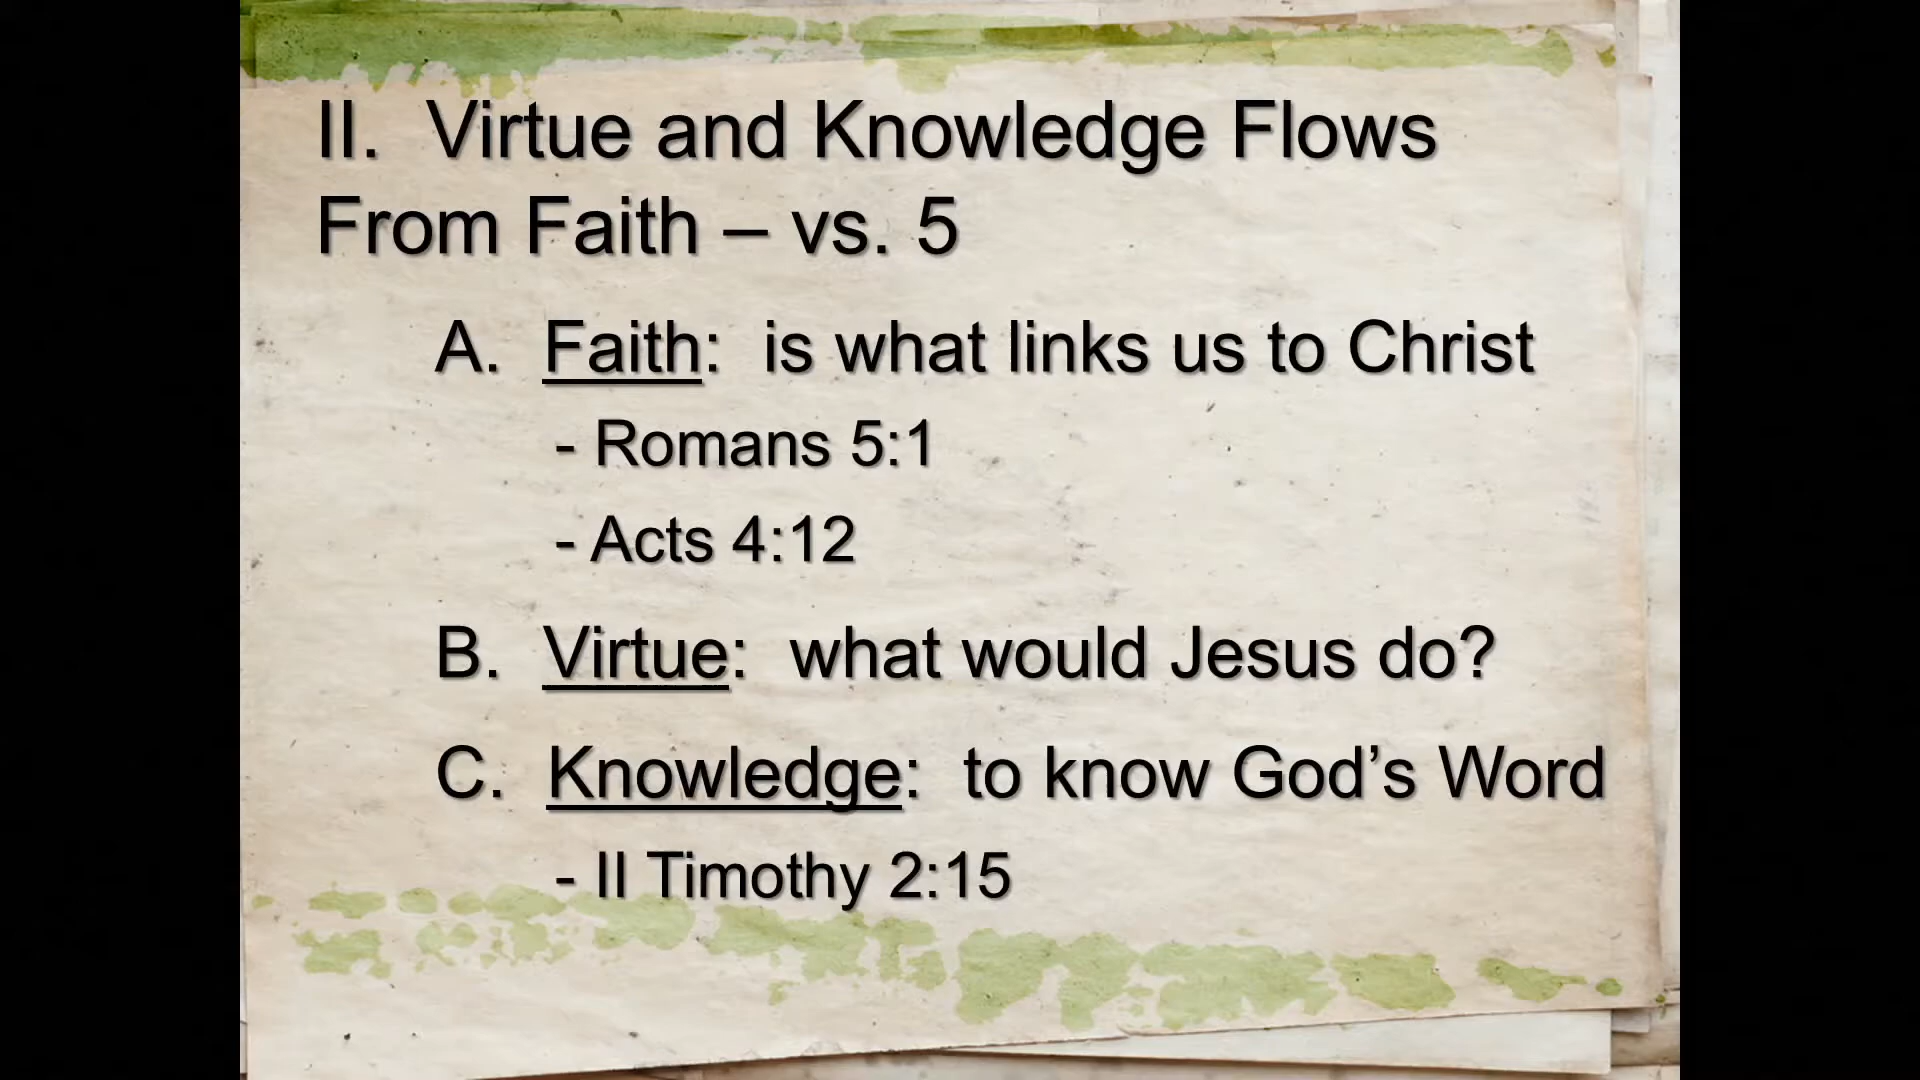 II. Virtue and Knowledge Flows
From Faith – vs. 5
A. Faith: is what links us to Christ
- Romans 5:1
- Acts 4:12
B. Virtue: what would Jesus do?
C. Knowledge: to know God’s Word
- II Timothy 2:15